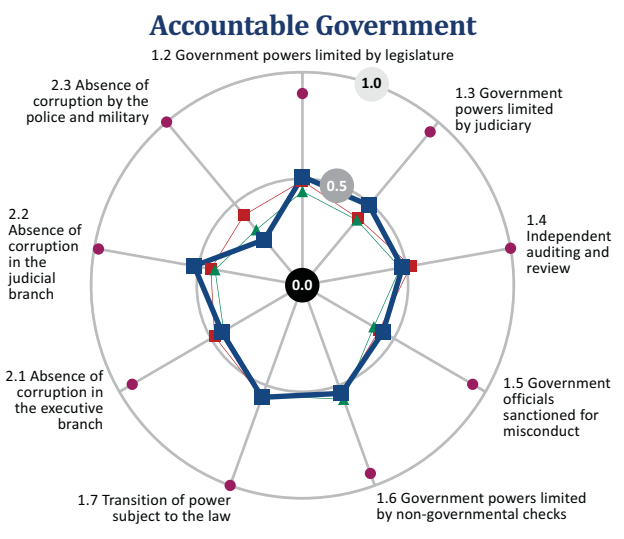 Accountable Government
1.2 Government powers limited by legislature
1.0
2.3 Absence of
corruption by the
police and military
1.3 Government
powers limited
by judiciary
0.5
2.2
Absence of
corruption
in the
judicial
branch
1.4
Independent
auditing and
review
0.0
2.1 Absence of
corruption in
the executive
branch
1.5 Government
officials
sanctioned for
misconduct
1.7 Transition of power
subject to the law
1.6 Government powers limited
by non-governmental checks